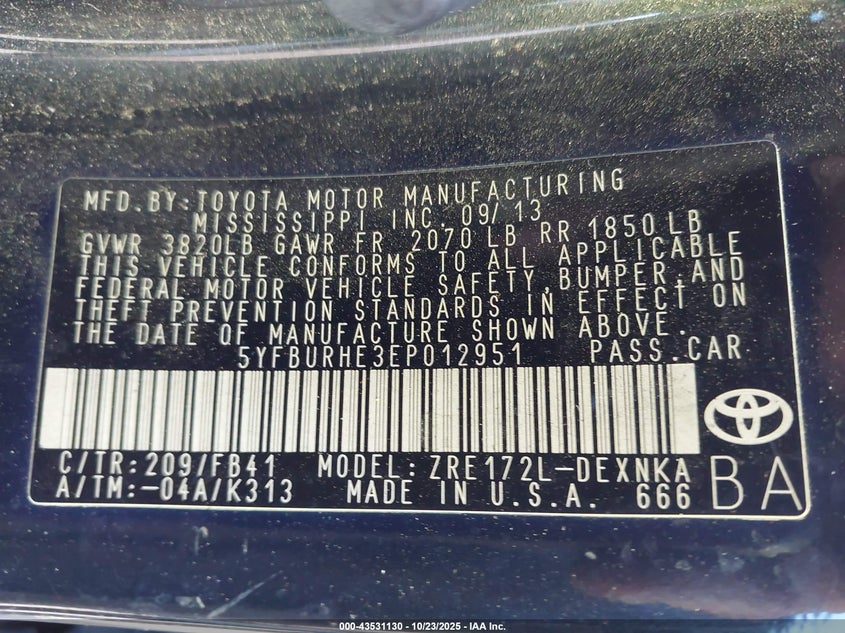 MFD. BY: TOYOTA MOTOR MANUFACTURING
MISSISSIPPI INC. 09/13
GVWR 3820LB GAWR FR 2070 LB RR 1850 LB
THIS VEHICLE CONFORMS TO ALL APPLICABLE
FEDERAL MOTOR VEHICLE SAFETY, BUMPER, AND
THEFT PREVENTION STANDARDS IN EFFECT ON
THE DATE OF MANUFACTURE SHOWN ABOVE.
5YFBURHE3EP012951 PASS. CAR
C/TR: 209/FB41 MODEL: ZRE172L-DEXNKA
A/TM: -04A/K313 MADE IN U.S.A. 666 BA
000-43531130 - 10/23/2025 - IAA Inc.